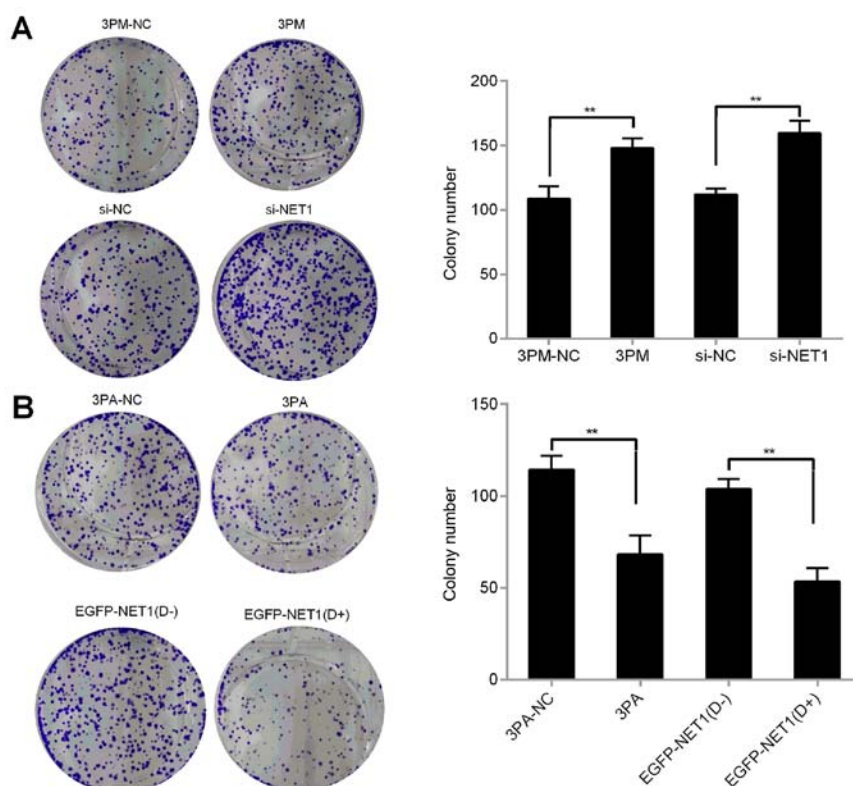 A
3PM-NC
3PM
si-NC
si-NET1
200
150
100
50
0
Colony number
**
**
3PM-NC
3PM
si-NC
si-NET1
B
3PA-NC
3PA
EGFP-NET1(D-)
EGFP-NET1(D+)
150
100
50
0
Colony number
**
**
3PA-NC
3PA
EGFP-NET1(D-)
EGFP-NET1(D+)